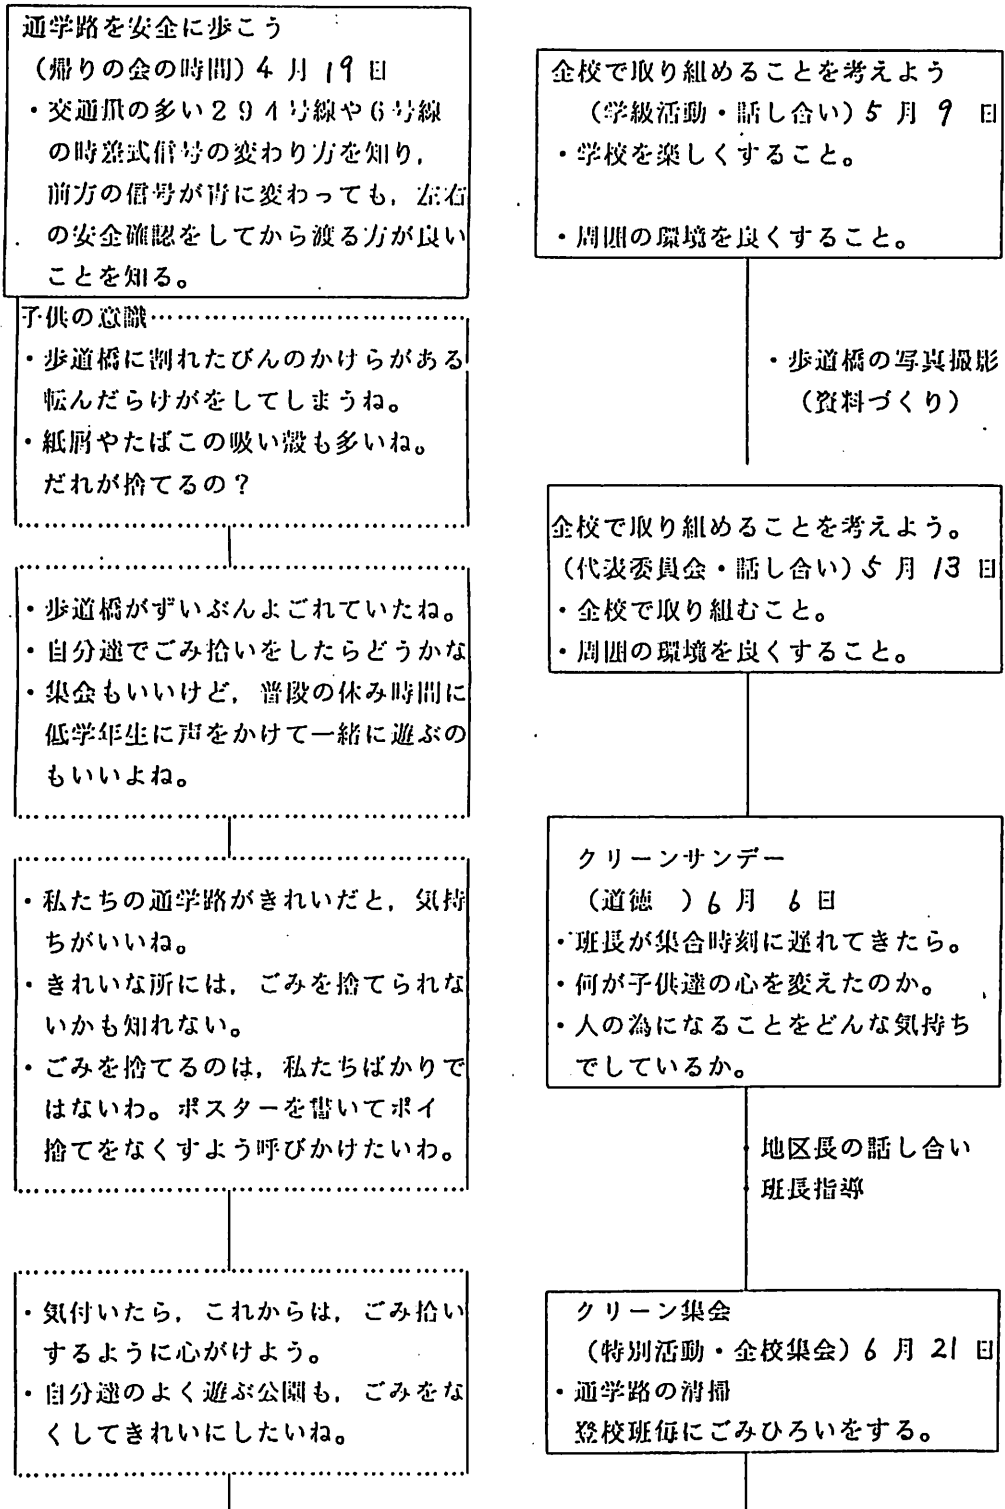 通学路を安全に歩こう
(帰りの会の時間)4月19日
・交通量の多い294号線や6号線
の時差式信号の変わり方を知り,
前方の信号が青に変わっても,左右
の安全確認をしてから渡る方が良い
ことを知る。
子供の意識
・歩道橋に割れたびんのかけらがある
転んだらけがをしてしまうね。
・紙屑やたばこの吸い殻も多いね。
だれが捨てるの?
・歩道橋がずいぶんよごれていたね。
・自分達でごみ拾いをしたらどうかな
・集会もいいけど,普段の休み時間に
低学年生に声をかけて一緒に遊ぶの
もいいよね。
・私たちの通学路がきれいだと,気持
ちがいいね。
・きれいな所には,ごみを捨てられな
いかも知れない。
・ごみを捨てるのは,私たちばかりで
はないわ。ポスターを書いてポイ
捨てをなくすよう呼びかけたいわ。
・気付いたら,これからは,ごみ拾い
するように心がけよう。
・自分達のよく遊ぶ公園も,ごみをな
くしてきれいにしたいね。
全校で取り組めることを考えよう
(学級活動・話し合い)5月9日
・学校を楽しくすること。
・周囲の環境を良くすること。
・歩道橋の写真撮影
(資料づくり)
全校で取り組めることを考えよう。
(代表委員会・話し合い)5月13日
・全校で取り組むこと。
・周囲の環境を良くすること。
クリーンサンデー
(道徳 )6月6日
・班長が集合時刻に遅れてきたら。
・何が子供達の心を変えたのか。
・人の為になることをどんな気持ち
でしているか。
・地区長の話し合い
・班長指導
クリーン集会
(特別活動・全校集会)6月21日
・通学路の清掃
登校班毎にごみひろいをする。